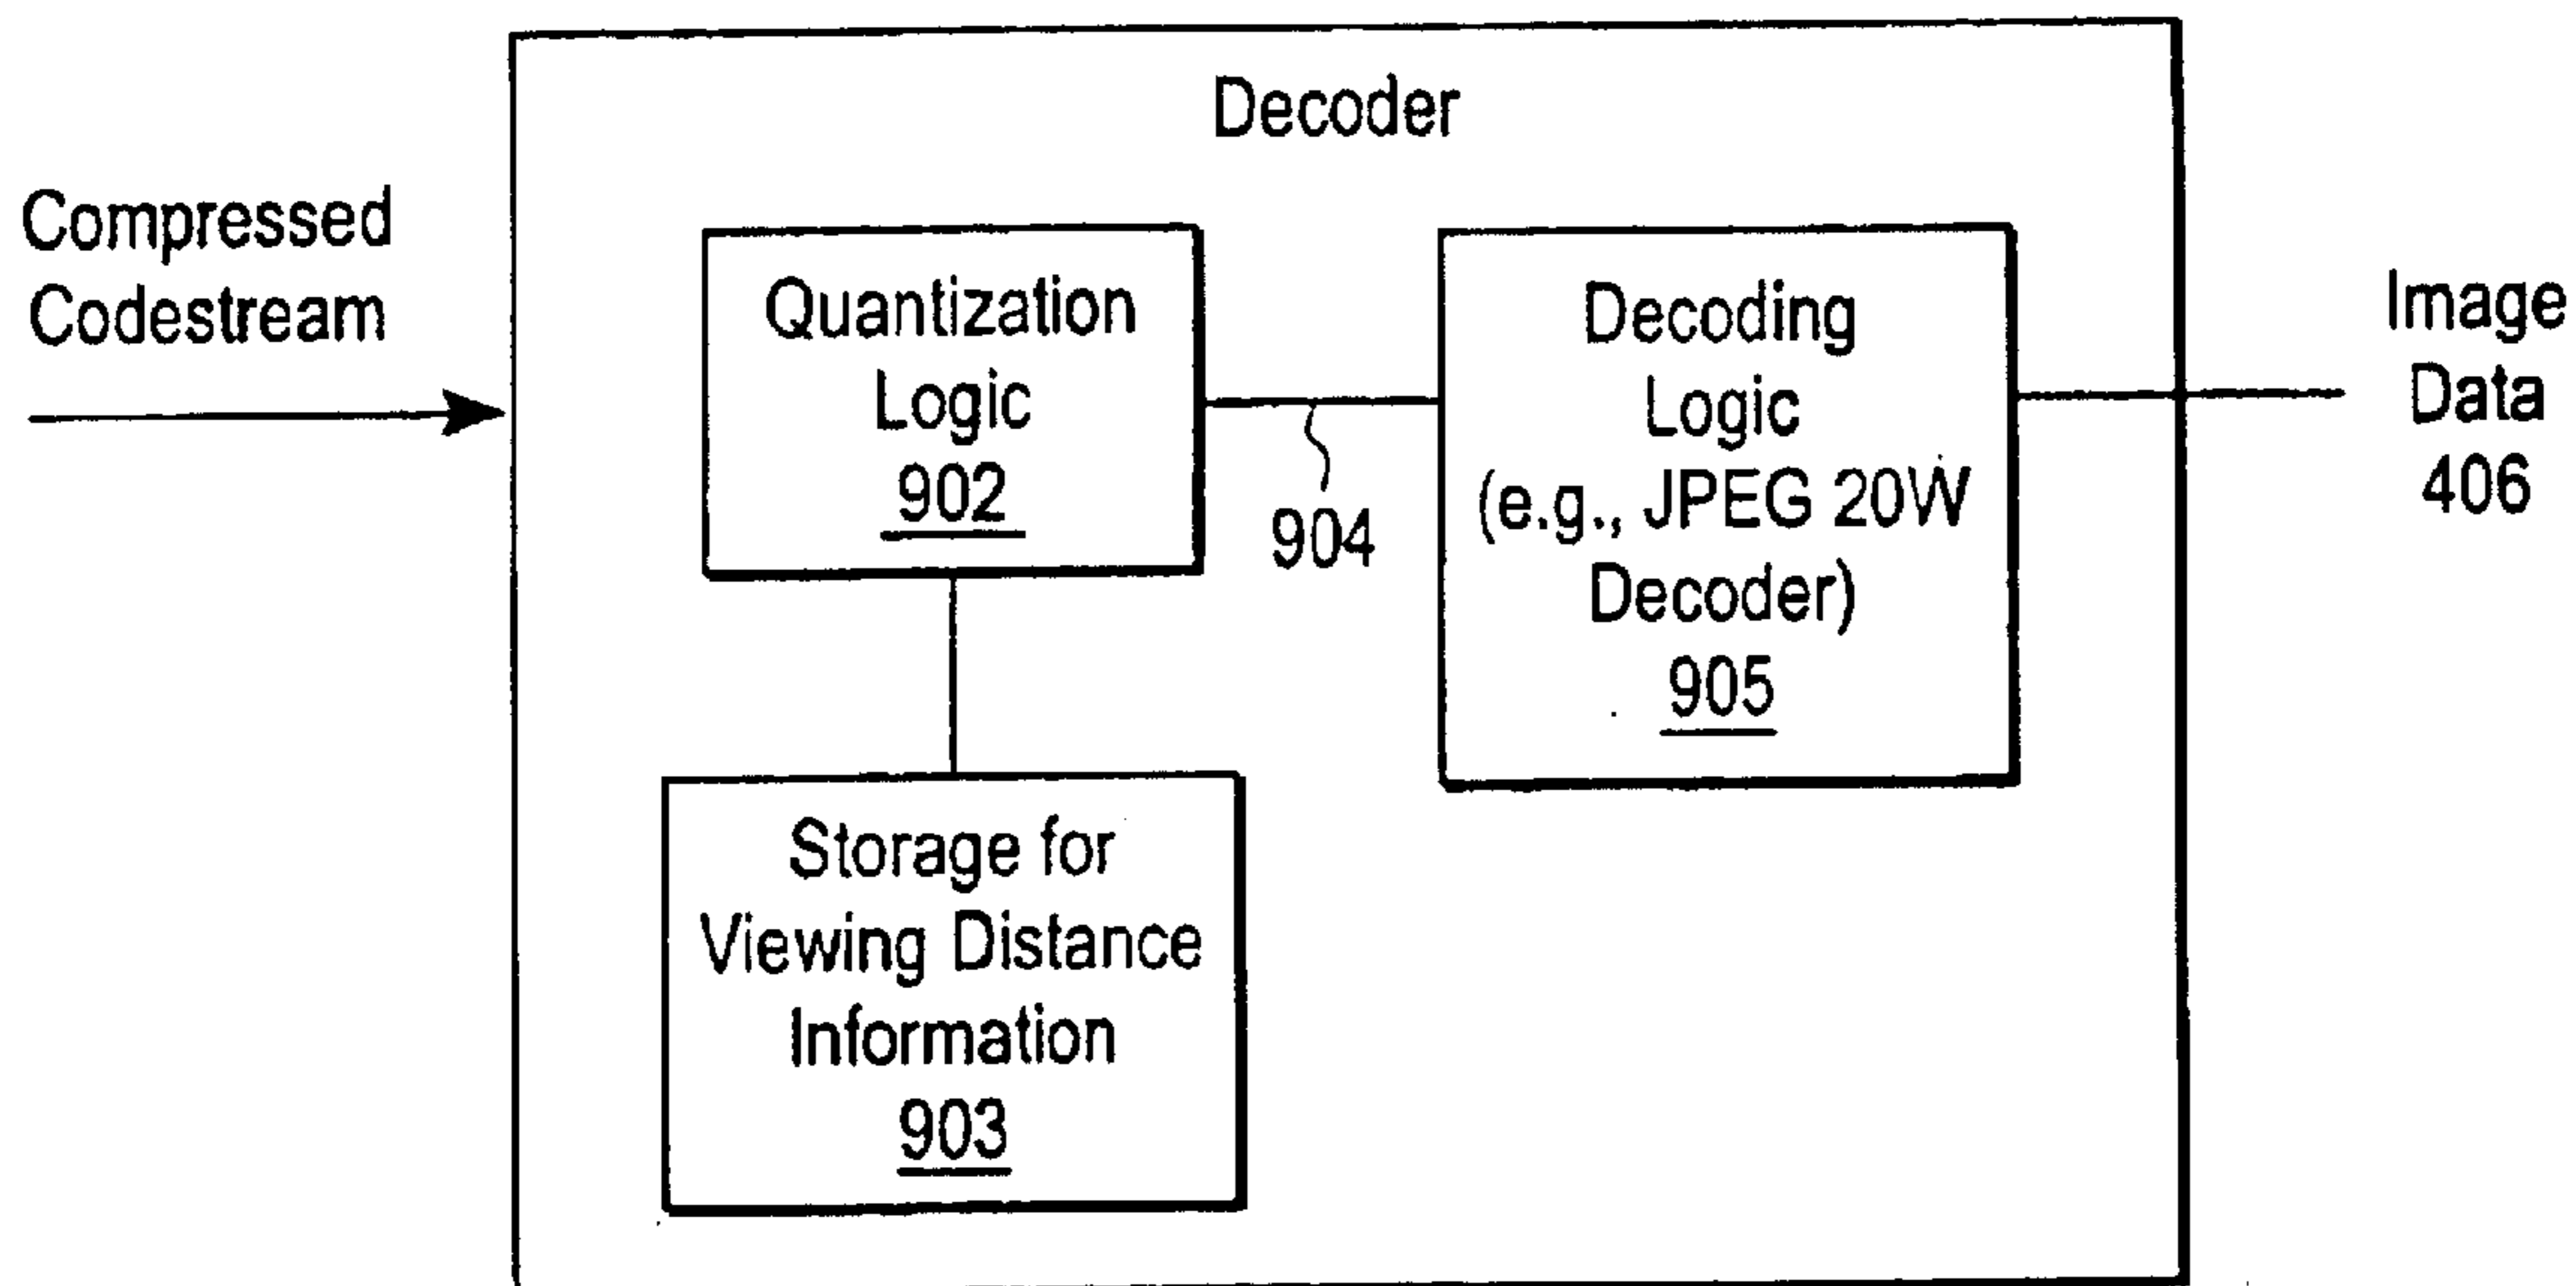 Decoder
Compressed
Codestream
Quantization
Logic
902
904
Decoding
Logic
(e.g., JPEG 20W
Decoder)
905
Image
Data
406
Storage for
Viewing Distance
Information
903